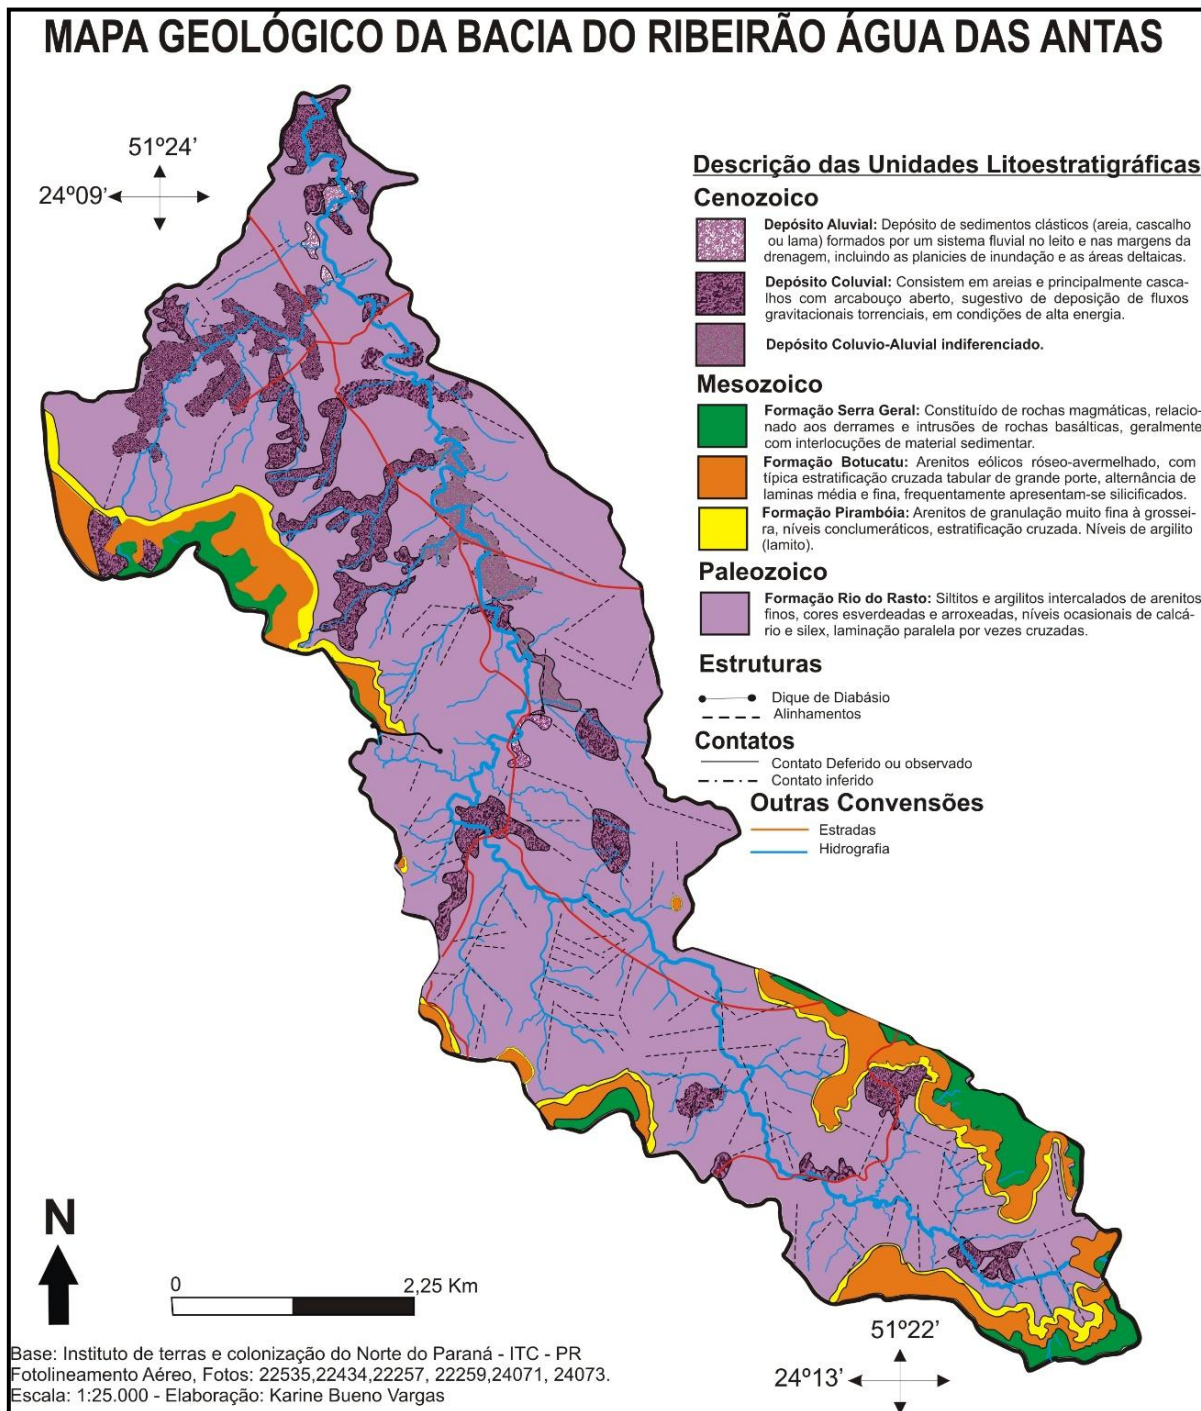 MAPA GEOLÓGICO DA BACIA DO RIBEIRÃO ÁGUA DAS ANTAS
51º24’
24º09’
Descrição das Unidades Litoestratigráficas
Cenozoico
Depósito Aluvial: Depósito de sedimentos clásticos (areia, cascalho
ou lama) formados por um sistema fluvial no leito e nas margens da
drenagem, incluindo as planicies de inundação e as áreas deltaicas.
Depósito Coluvial: Consistem em areias e principalmente casca-
lhos com arcabouço aberto, sugestivo de deposição de fluxos
gravitacionais torrenciais, em condições de alta energia.
Depósito Coluvio-Aluvial indiferenciado.
Mesozoico
Formação Serra Geral: Constituído de rochas magmáticas, relacio-
nado aos derrames e intrusões de rochas basálticas, geralmente
com interlocuções de material sedimentar.
Formação Botucatu: Arenitos eólicos róseo-avermelhado, com
típica estratificação cruzada tabular de grande porte, alternância de
laminas média e fina, frequentamente apresentam-se silicificados.
Formação Pirambóia: Arenitos de granulação muito fina à grossei-
ra, níveis conclumeráticos, estratificação cruzada. Níveis de argilito
(lamito).
Paleozoico
Formação Rio do Rasto: Siltitos e argilitos intercalados de arenitos
finos, cores esverdeadas e arroxeadas, níveis ocasionais de calcá-
rio e silex, laminação paralela por vezes cruzadas.
Estruturas
Dique de Diabásio
Alinhamentos
Contatos
Contato Deferido ou observado
Contato inferido
Outras Convensões
Estradas
Hidrografia
N
0 2,25 Km
51º22’
24º13’
Base: Instituto de terras e colonização do Norte do Paraná - ITC - PR
Fotolineamento Aéreo, Fotos: 22535,22434,22257, 22259,24071, 24073.
Escala: 1:25.000 - Elaboração: Karine Bueno Vargas